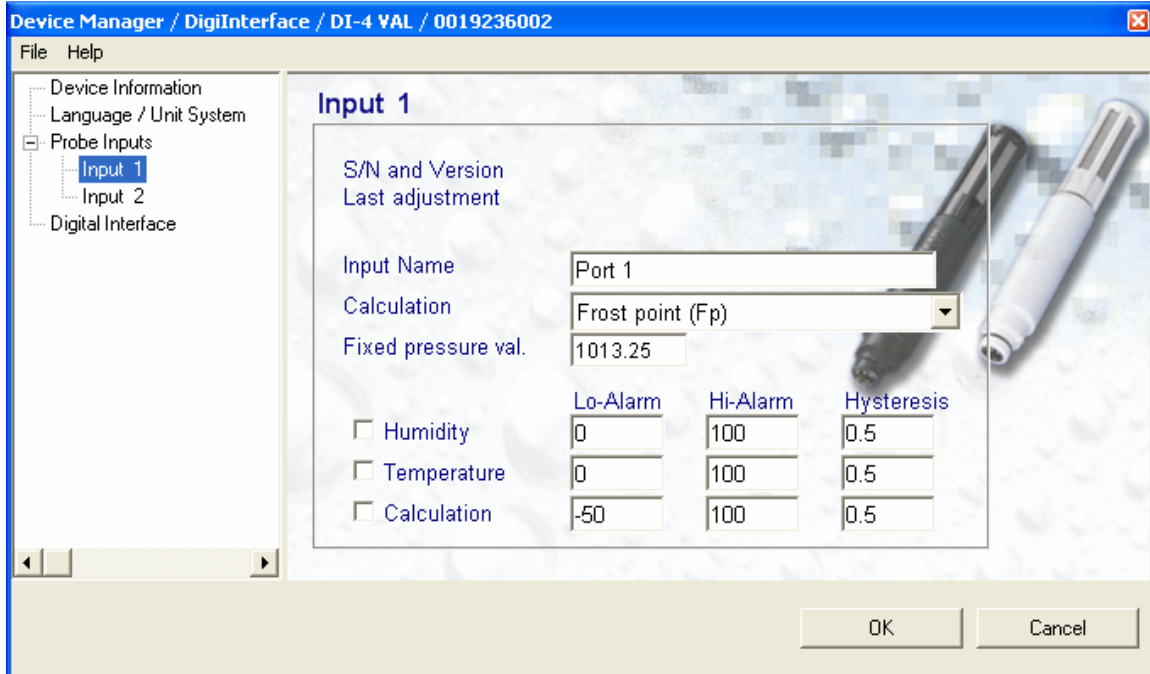 Device Manager / DigiInterface / DI-4 VAL / 0019236002
File Help
Device Information
Language / Unit System
Probe Inputs
Input 1
Input 2
Digital Interface
Input 1
S/N and Version
Last adjustment
Input Name Port 1
Calculation Frost point (Fp)
Fixed pressure val. 1013.25
Lo-Alarm Hi-Alarm Hysteresis
Humidity 0 100 0.5
Temperature 0 100 0.5
Calculation -50 100 0.5
OK Cancel